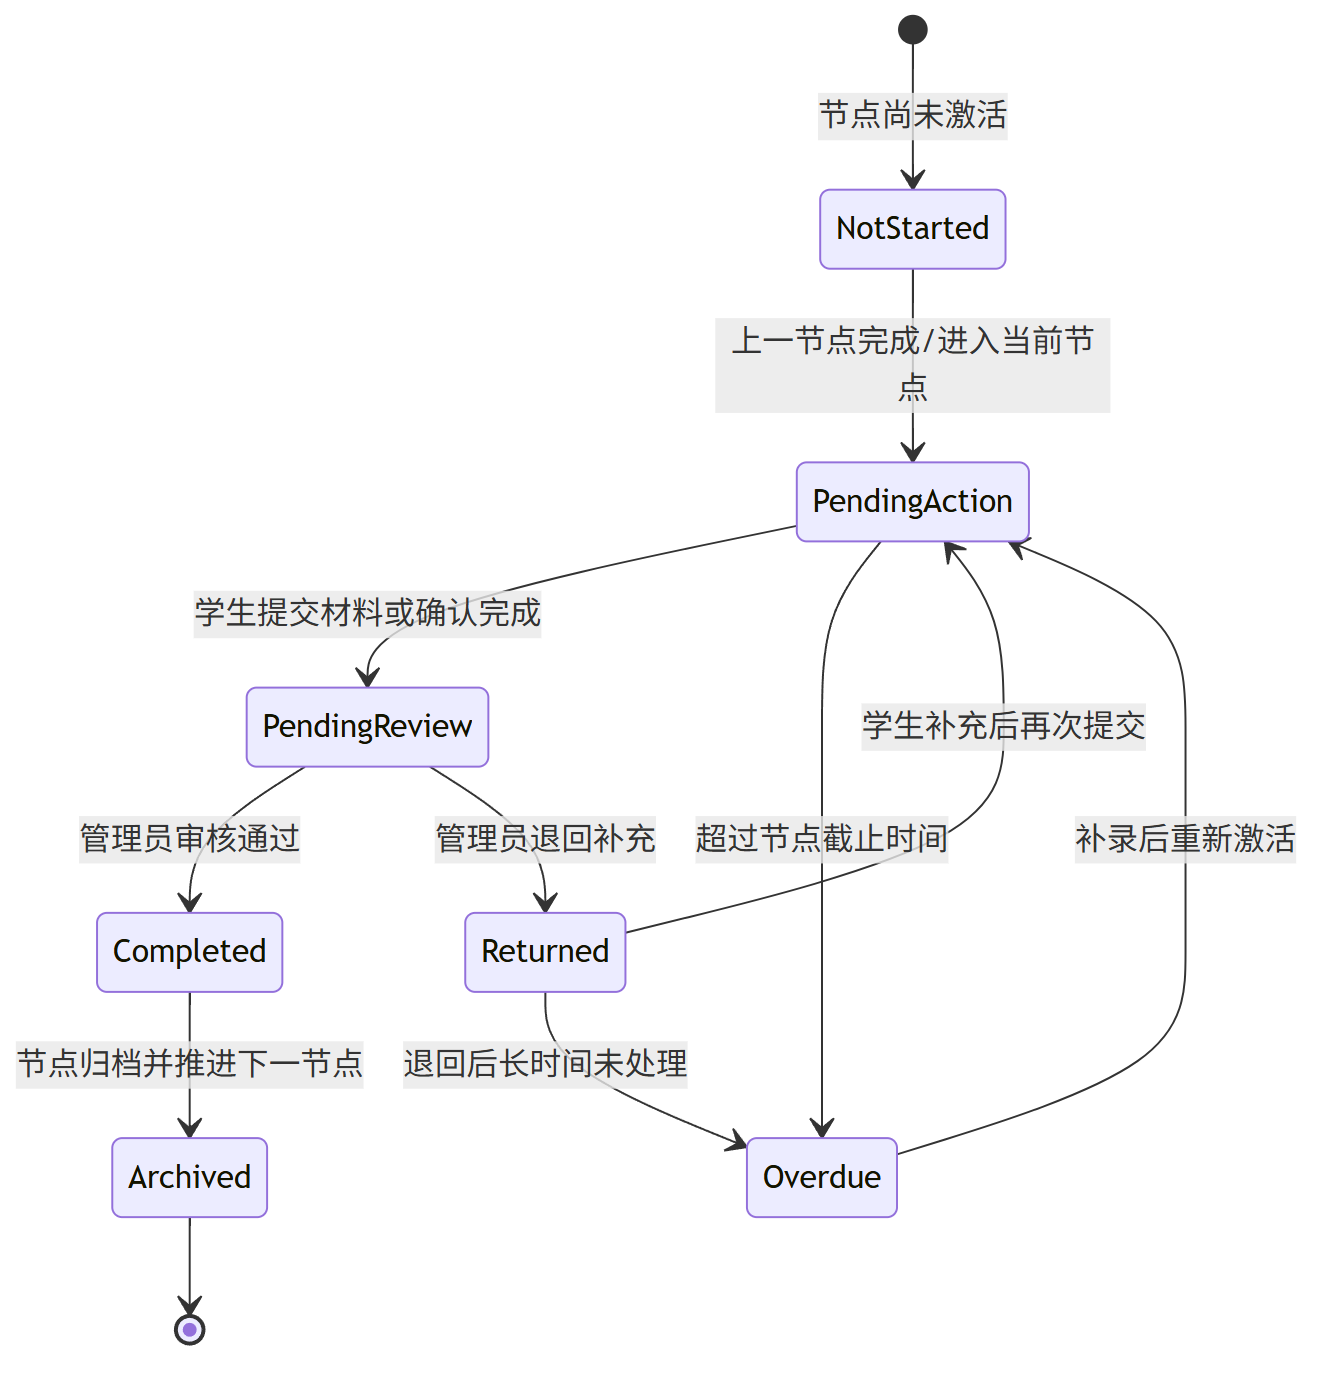 节点尚未激活
NotStarted
上一节点完成/进入当前节
点
PendingAction
学生提交材料或确认完成
PendingReview
学生补充后再次提交
管理员审核通过
管理员退回补充
超过节点截止时间
补录后重新激活
Completed
Returned
节点归档并推进下一节点
退回后长时间未处理
Archived
Overdue